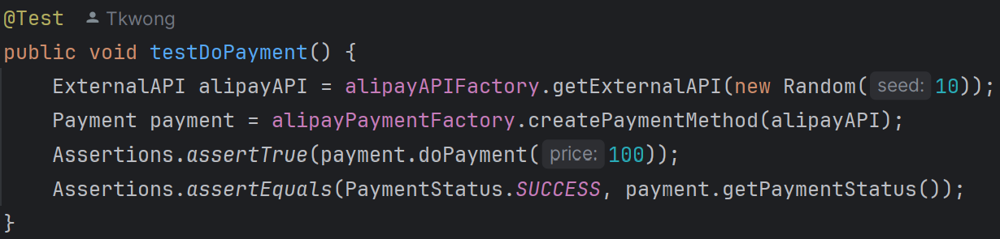 @Test Tkwong
public void testDoPayment() {
ExternalAPI alipayAPI = alipayAPIFactory.getExternalAPI(new Random( seed: 10));
Payment payment = alipayPaymentFactory.createPaymentMethod(alipayAPI);
Assertions.assertTrue(payment.doPayment( price: 100));
Assertions.assertEquals(PaymentStatus.SUCCESS, payment.getPaymentStatus());
}